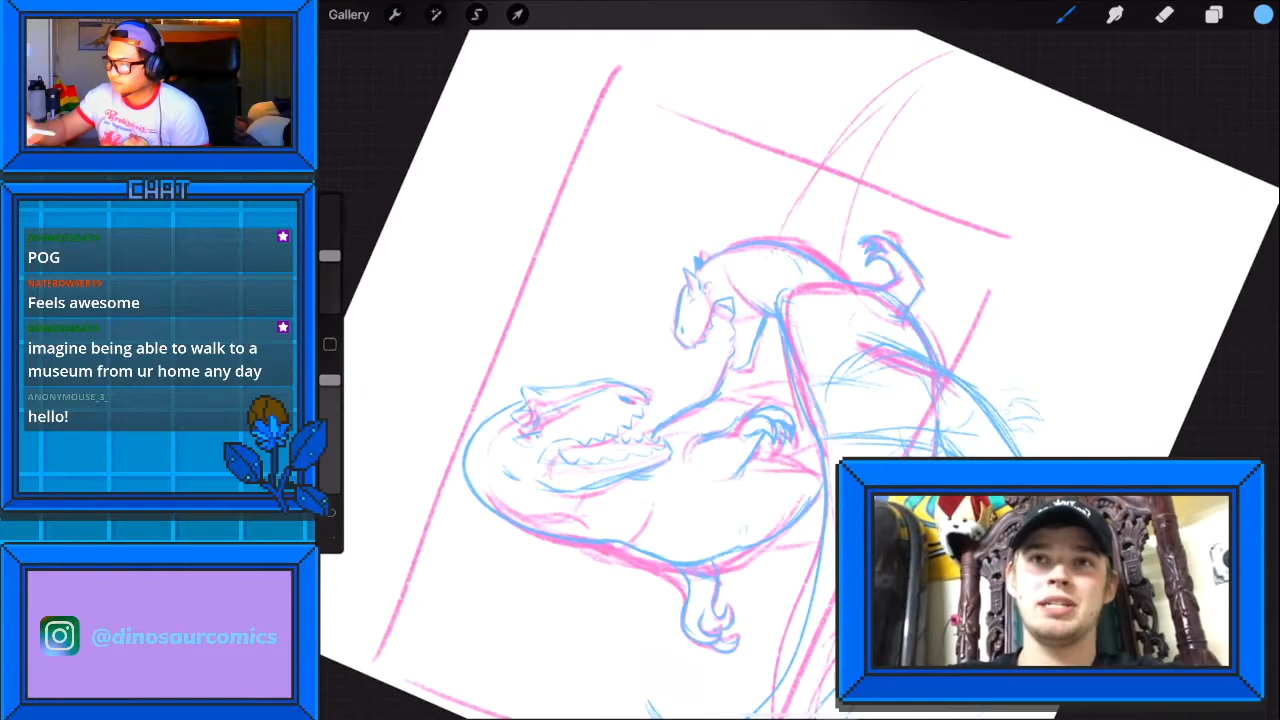 Gallery
CHAT
POG
NATEBOWSER19
Feels awesome
imagine being able to walk to a
museum from ur home any day
ANONYMOUSE_3_
hello!
@dinosaurcomics